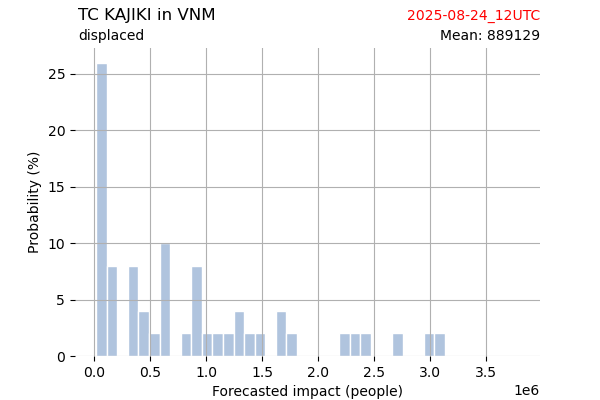 TC KAJIKI in VNM
2025-08-24_12UTC
displaced
Mean: 889129
25
20
15
10
5
0
Probability (%)
0.0 0.5 1.0 1.5 2.0 2.5 3.0 3.5
1e6
Forecasted impact (people)